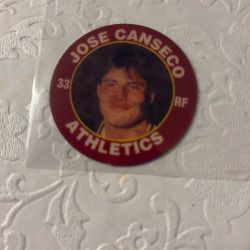 JOSE CANSECO
33
RF
ATHLETICS